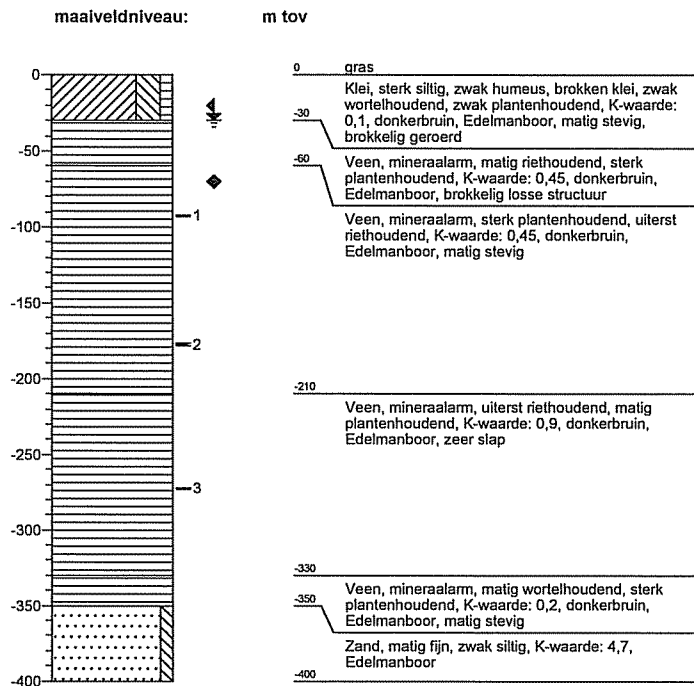 maaiveldniveau: m tov
0
-50
-100
-150
-200
-250
-300
-350
-400
1
2
3
0 gras
Klei, sterk siltig, zwak humeus, brokken klei, zwak
wortelhoudend, zwak plantenhoudend, K-waarde:
0,1, donkerbruin, Edelmanboor, matig stevig,
brokkelig geroerd
-30
-60
Veen, mineraalarm, matig riethoudend, sterk
plantenhoudend, K-waarde: 0,45, donkerbruin,
Edelmanboor, brokkelig losse structuur
Veen, mineraalarm, sterk plantenhoudend, uiterst
riethoudend, K-waarde: 0,45, donkerbruin,
Edelmanboor, matig stevig
-210
Veen, mineraalarm, uiterst riethoudend, matig
plantenhoudend, K-waarde: 0,9, donkerbruin,
Edelmanboor, zeer slap
-330
Veen, mineraalarm, matig wortelhoudend, sterk
plantenhoudend, K-waarde: 0,2, donkerbruin,
Edelmanboor, matig stevig
-350
Zand, matig fijn, zwak siltig, K-waarde: 4,7,
Edelmanboor
-400